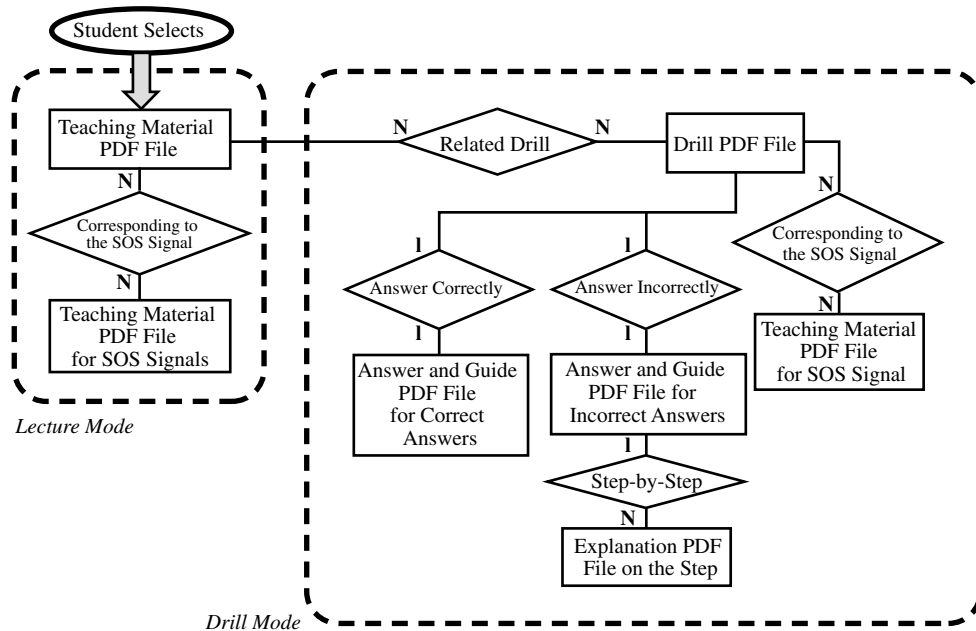 Student Selects
Teaching Material
PDF File
N
Corresponding to
the SOS Signal
N
Teaching Material
PDF File
for SOS Signals
Lecture Mode
N
Related Drill
N
Drill PDF File
N
Corresponding to
the SOS Signal
N
Teaching Material
PDF File
for SOS Signal
1
Answer Correctly
1
Answer and Guide
PDF File
for Correct
Answers
1
Answer Incorrectly
1
Answer and Guide
PDF File for
Incorrect Answers
1
Step-by-Step
N
Explanation PDF
File on the Step
Drill Mode